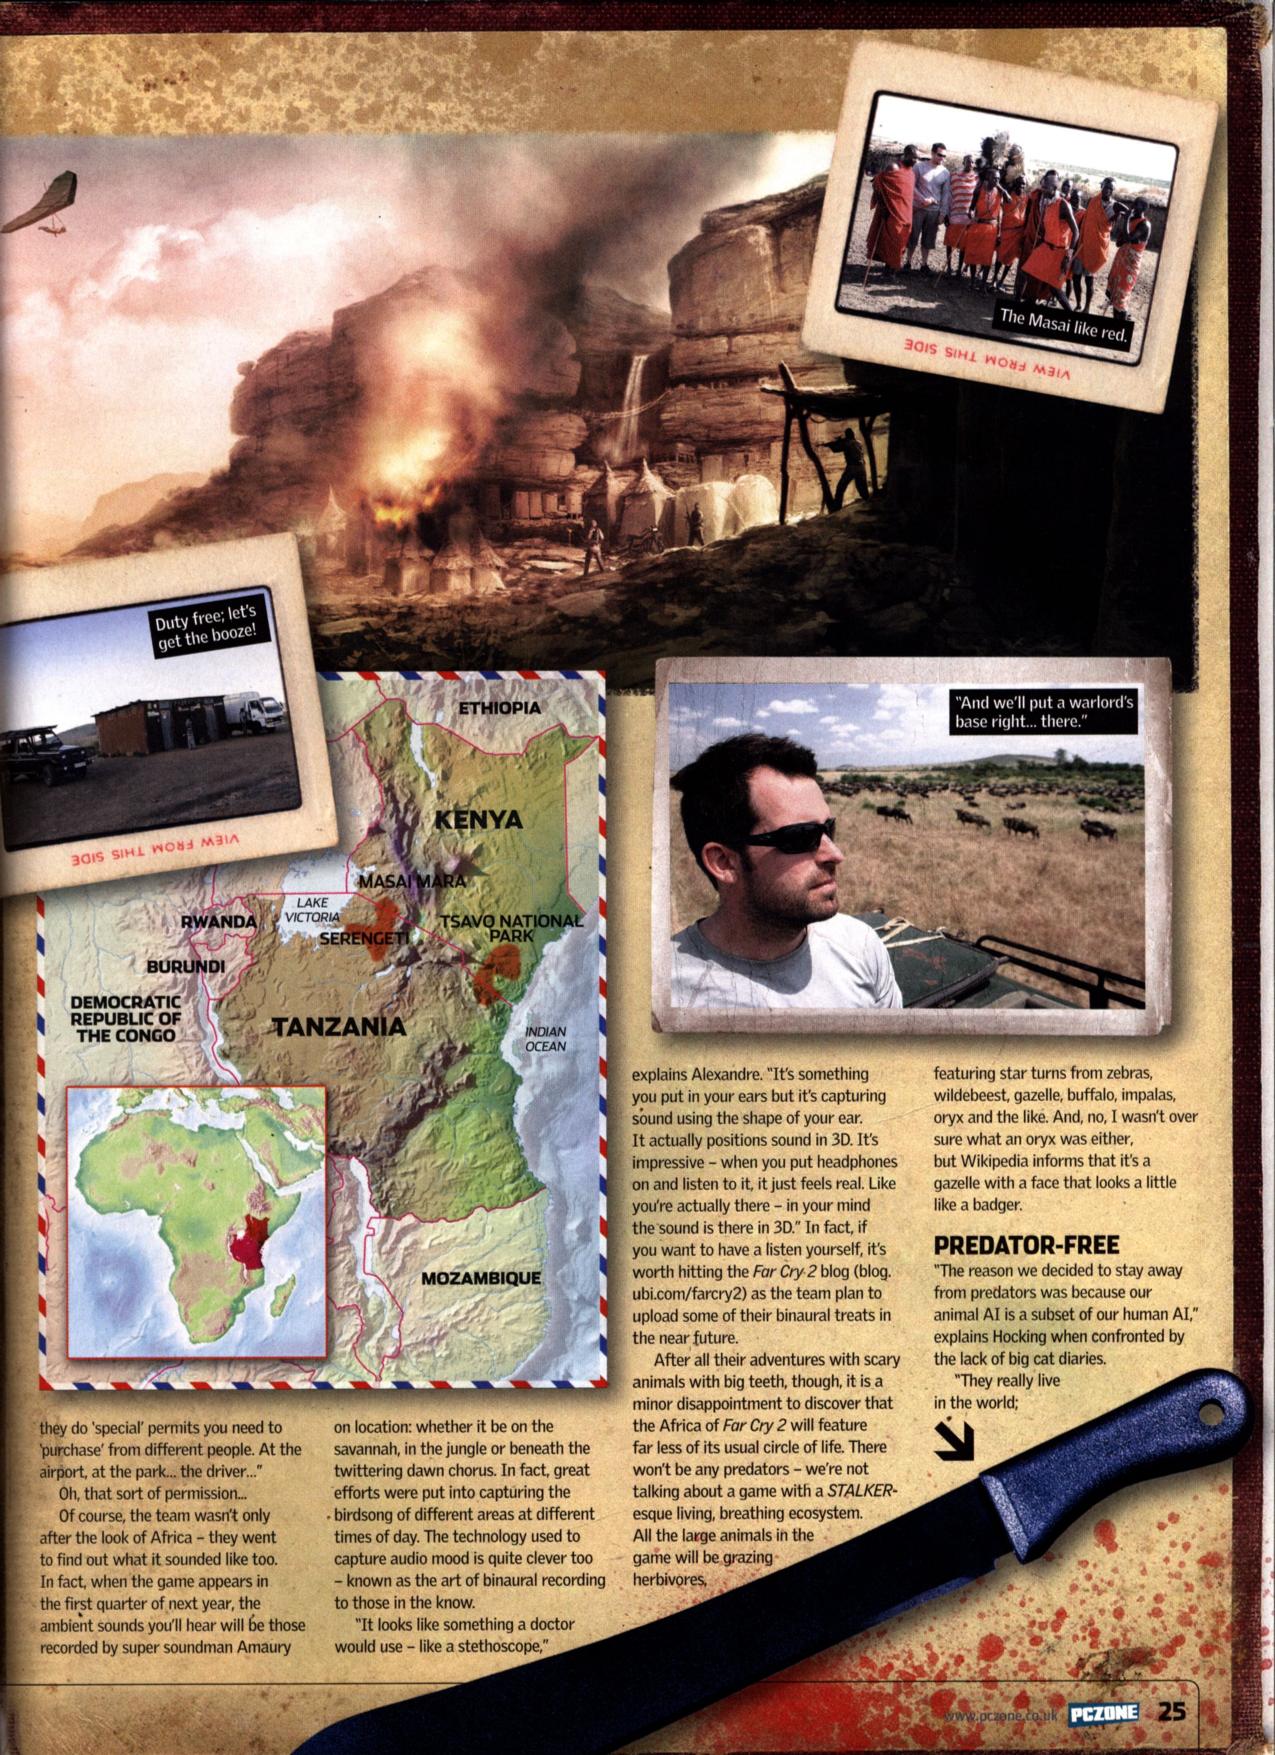 The Masai like red.
VIEW FROM THIS SIDE
Duty free; let's
get the booze!
VIEW FROM THIS SIDE
"And we'll put a warlord's
base right... there."
ETHIOPIA
KENYA
MASAI MARA
LAKE
VICTORIA
RWANDA
SERENGETI
TSAVO NATIONAL
PARK
BURUNDI
DEMOCRATIC
REPUBLIC OF
THE CONGO
TANZANIA
INDIAN
OCEAN
MOZAMBIQUE
they do 'special' permits you need to
'purchase' from different people. At the
airport, at the park... the driver..."
Oh, that sort of permission...
Of course, the team wasn't only
after the look of Africa – they went
to find out what it sounded like too.
In fact, when the game appears in
the first quarter of next year, the
ambient sounds you'll hear will be those
recorded by super soundman Amaury
on location: whether it be on the
savannah, in the jungle or beneath the
twittering dawn chorus. In fact, great
efforts were put into capturing the
birdsong of different areas at different
times of day. The technology used to
capture audio mood is quite clever too
– known as the art of binaural recording
to those in the know.
"It looks like something a doctor
would use – like a stethoscope,"
explains Alexandre. "It's something
you put in your ears but it's capturing
sound using the shape of your ear.
It actually positions sound in 3D. It's
impressive – when you put headphones
on and listen to it, it just feels real. Like
you're actually there – in your mind
the sound is there in 3D." In fact, if
you want to have a listen yourself, it's
worth hitting the Far Cry 2 blog (blog.
ubi.com/farcry2) as the team plan to
upload some of their binaural treats in
the near future.
After all their adventures with scary
animals with big teeth, though, it is a
minor disappointment to discover that
the Africa of Far Cry 2 will feature
far less of its usual circle of life. There
won't be any predators – we're not
talking about a game with a STALKER-
esque living, breathing ecosystem.
All the large animals in the
game will be grazing
herbivores,
featuring star turns from zebras,
wildebeest, gazelle, buffalo, impalas,
oryx and the like. And, no, I wasn't over
sure what an oryx was either,
but Wikipedia informs that it's a
gazelle with a face that looks a little
like a badger.
PREDATOR-FREE
"The reason we decided to stay away
from predators was because our
animal AI is a subset of our human AI,"
explains Hocking when confronted by
the lack of big cat diaries.
"They really live
in the world;
www.pczone.co.uk PCZONE 25